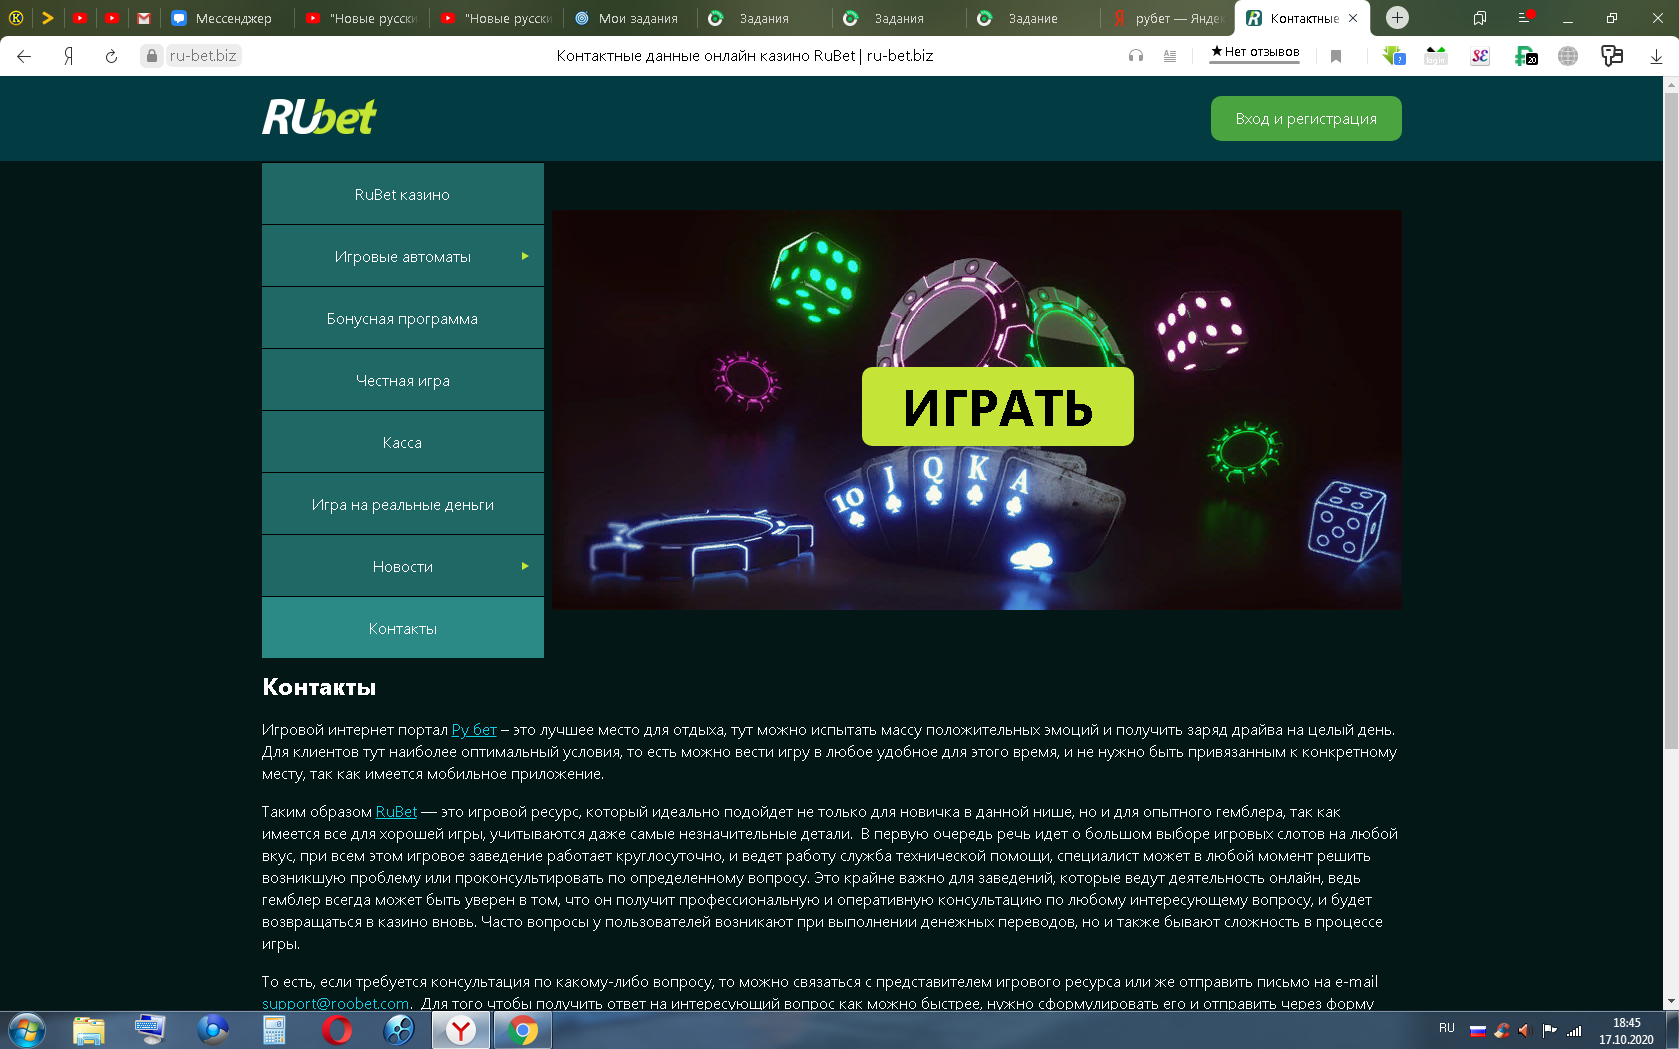 Мессенджер
"Новые русски
"Новые русски
Мои задания
Задания
Задания
Задание
рубет — Яндек
Контактные
ru-bet.biz
Контактные данные онлайн казино RuBet | ru-bet.biz
★ Нет отзывов
RUbet
Вход и регистрация
RuBet казино
Игровые автоматы
Бонусная программа
Честная игра
Касса
Игра на реальные деньги
Новости
Контакты
ИГРАТЬ
10 J Q K A
Контакты
Игровой интернет портал Ру бет – это лучшее место для отдыха, тут можно испытать массу положительных эмоций и получить заряд драйва на целый день.
Для клиентов тут наиболее оптимальный условия, то есть можно вести игру в любое удобное для этого время, и не нужно быть привязанным к конкретному
месту, так как имеется мобильное приложение.
Таким образом RuBet — это игровой ресурс, который идеально подойдет не только для новичка в данной нише, но и для опытного гемблера, так как
имеется все для хорошей игры, учитываются даже самые незначительные детали. В первую очередь речь идет о большом выборе игровых слотов на любой
вкус, при всем этом игровое заведение работает круглосуточно, и ведет работу служба технической помощи, специалист может в любой момент решить
возникшую проблему или проконсультировать по определенному вопросу. Это крайне важно для заведений, которые ведут деятельность онлайн, ведь
гемблер всегда может быть уверен в том, что он получит профессиональную и оперативную консультацию по любому интересующему вопросу, и будет
возвращаться в казино вновь. Часто вопросы у пользователей возникают при выполнении денежных переводов, но и также бывают сложность в процессе
игры.
То есть, если требуется консультация по какому-либо вопросу, то можно связаться с представителем игрового ресурса или же отправить письмо на e-mail
support@roobet.com. Для того чтобы получить ответ на интересующий вопрос как можно быстрее, нужно сформулировать его и отправить через форму
RU
18:45
17.10.2020